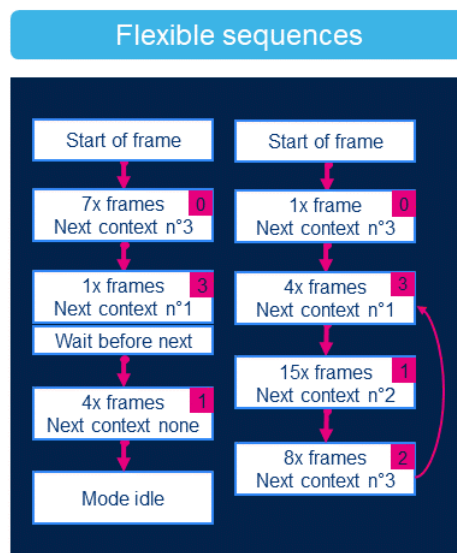 Flexible sequences
Start of frame
7x frames 0
Next context n°3
1x frames 3
Next context n°1
Wait before next
4x frames 1
Next context none
Mode idle
Start of frame
1x frame 0
Next context n°3
4x frames 3
Next context n°1
15x frames 1
Next context n°2
8x frames 2
Next context n°3